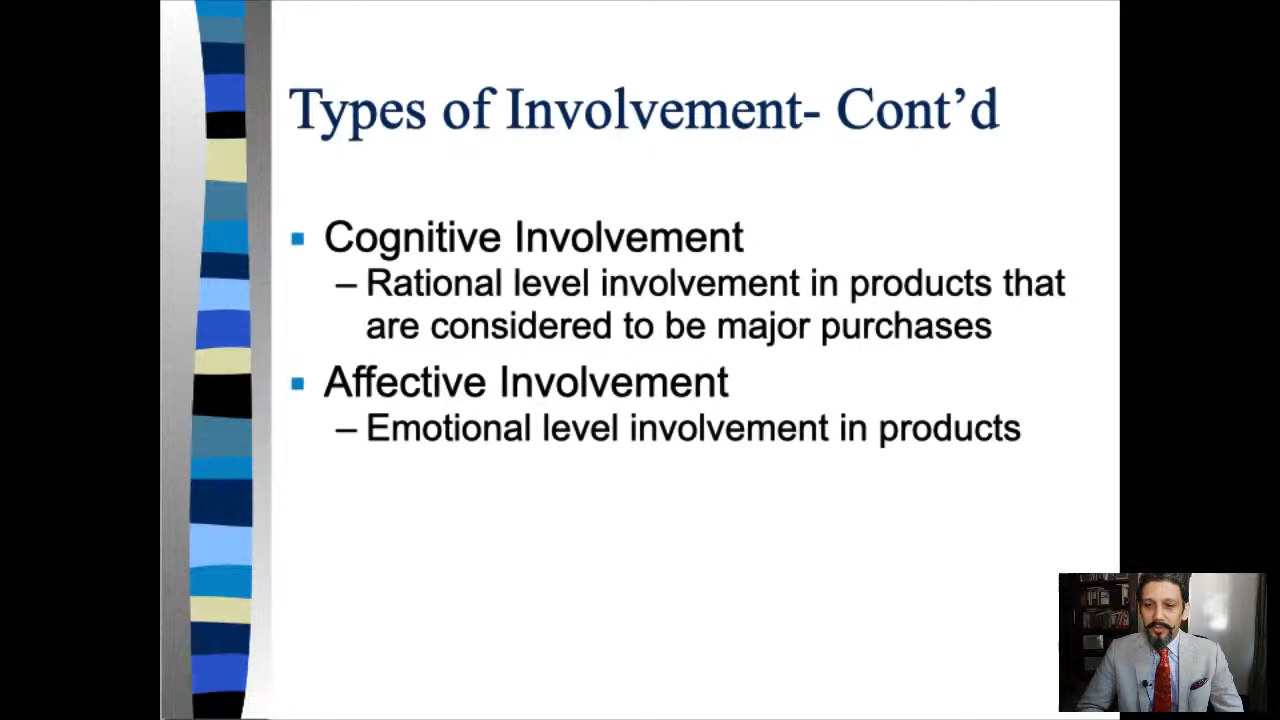 Types of Involvement- Cont’d
▪ Cognitive Involvement
– Rational level involvement in products that
are considered to be major purchases
▪ Affective Involvement
– Emotional level involvement in products